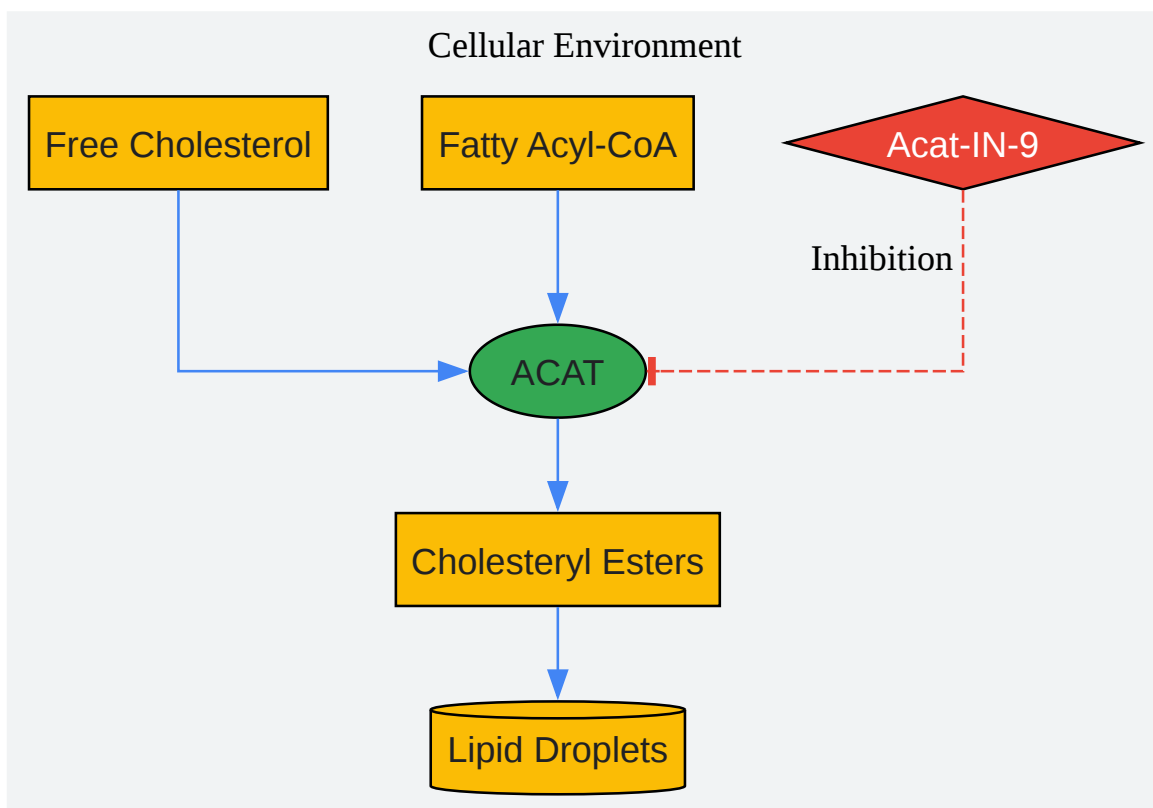 Cellular Environment
Free Cholesterol
Fatty Acyl-CoA
Acat-IN-9
Inhibition
ACAT
Cholesteryl Esters
Lipid Droplets